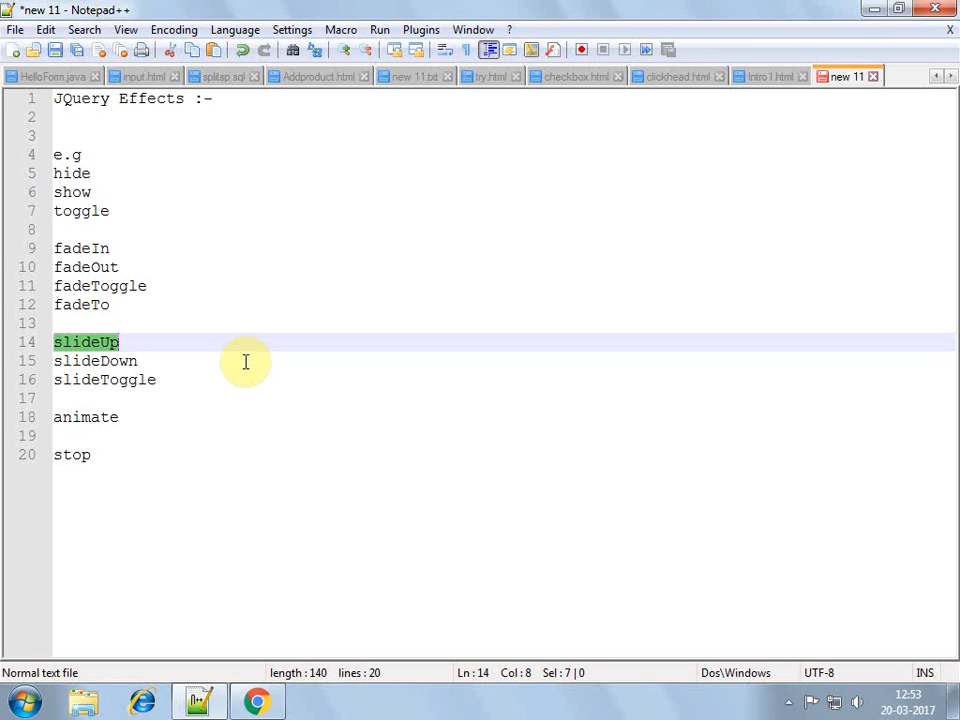 *new 11 - Notepad++
File Edit Search View Encoding Language Settings Macro Run Plugins Window ? X
HelloForm.java input.html splitsp.sql Addproduct.html new 11.txt try.html checkbox.html clickhead.html Intro1.html new 11
1 JQuery Effects :-
2
3
4 e.g
5 hide
6 show
7 toggle
8
9 fadeIn
10 fadeOut
11 fadeToggle
12 fadeTo
13
14 slideUp
15 slideDown
16 slideToggle
17
18 animate
19
20 stop
Normal text file length : 140 lines : 20 Ln : 14 Col : 8 Sel : 7 | 0 Dos\Windows UTF-8 INS
12:53
20-03-2017